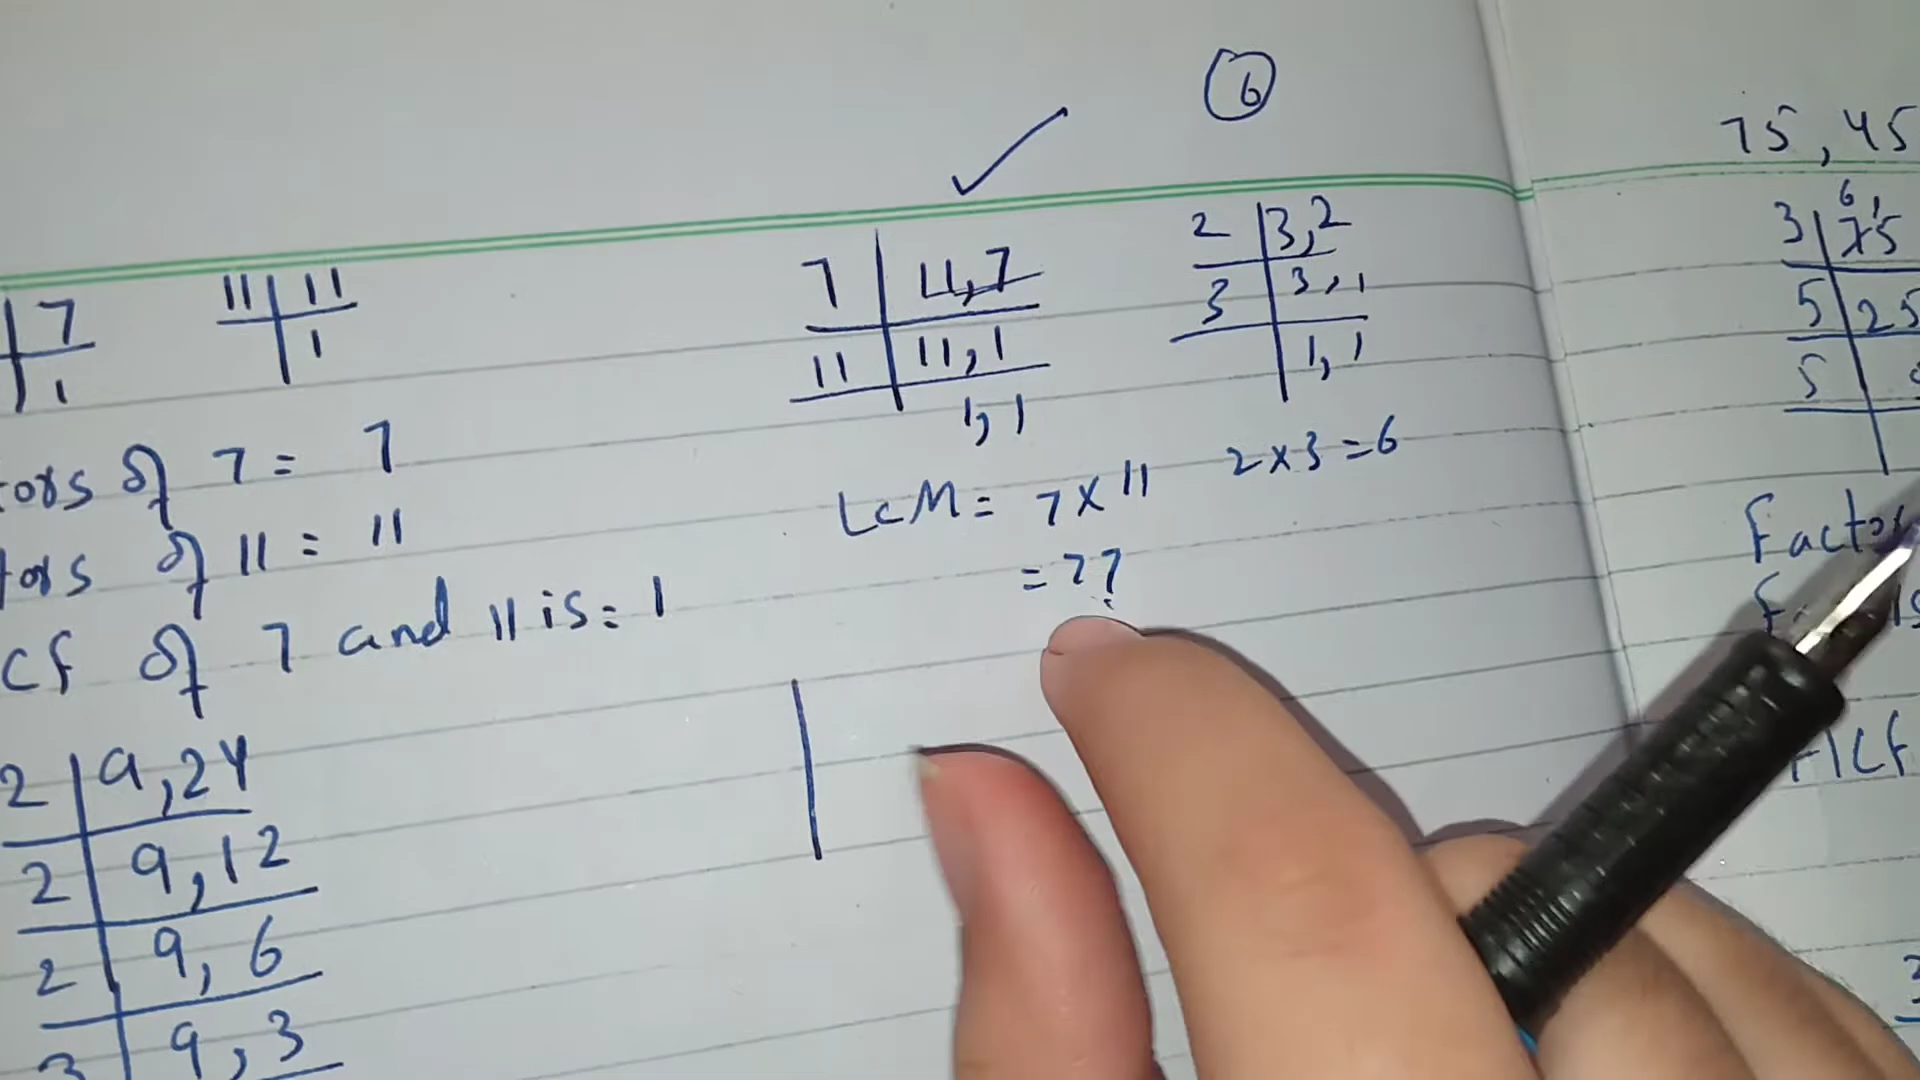 6
7
1
11 | 11
1
of 7 = 7
of 11 = 11
CF of 7 and 11 is: 1
2 | 9,24
2 | 9,12
2 | 9,6
3 | 9,3
7 | 11,7
11 | 11,1
1,1
LCM = 7×11
= 77
2 | 3,2
3 | 3,1
1,1
2×3=6
75,45
3 | 75
5 | 25
5
Factor
HCF